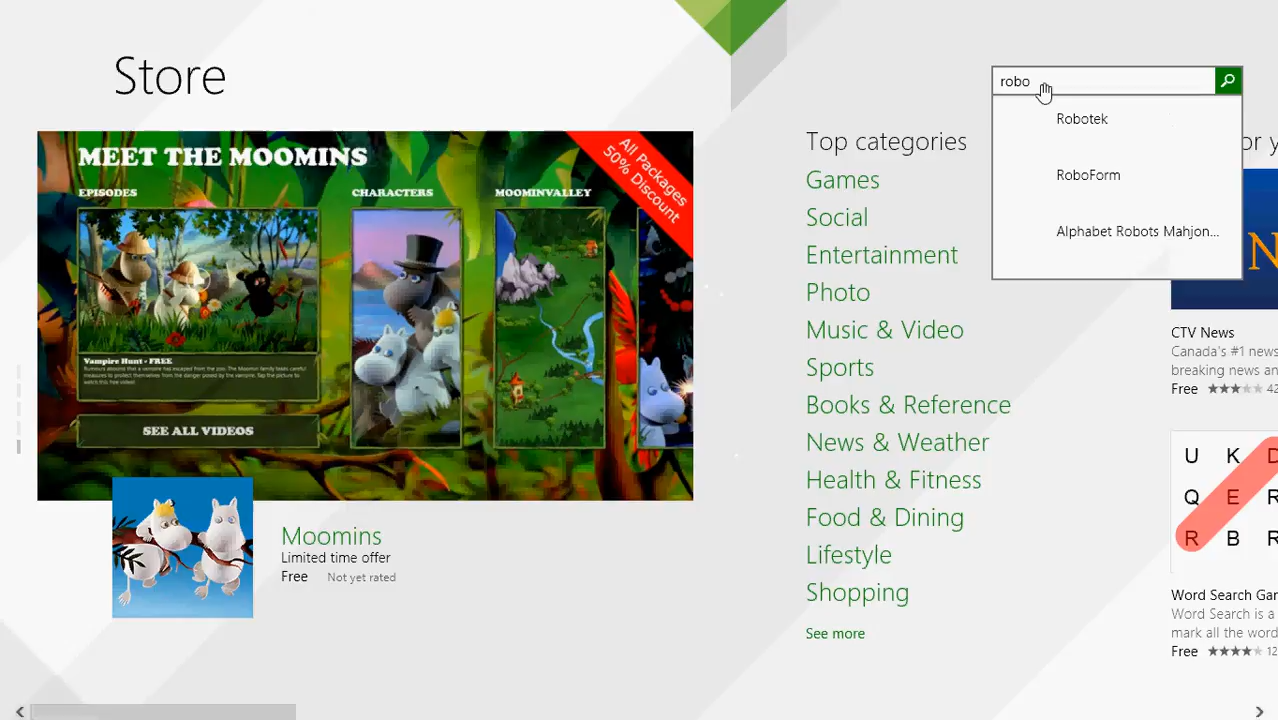 Store
robo
Robotek
RoboForm
Alphabet Robots Mahjon...
MEET THE MOOMINS
All Packages
50% Discount
EPISODES
CHARACTERS
MOOMINVALLEY
Vampire Hunt - FREE
SEE ALL VIDEOS
Moomins
Limited time offer
Free Not yet rated
Top categories
Games
Social
Entertainment
Photo
Music & Video
Sports
Books & Reference
News & Weather
Health & Fitness
Food & Dining
Lifestyle
Shopping
See more
or y
N
CTV News
Canada's #1 news
breaking news an
Free 42
U K D
Q E R
R B R
Word Search Gar
Word Search is a
mark all the word
Free 12